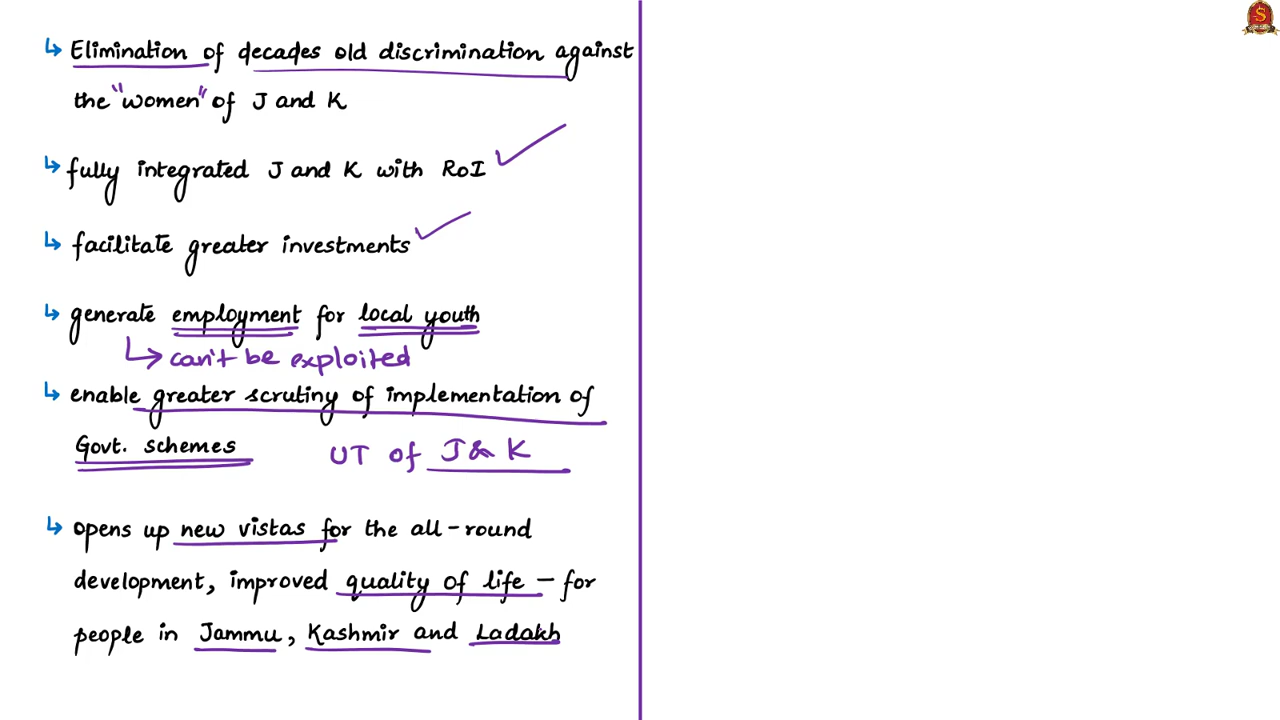 ↳ Elimination of decades old discrimination against
the "women" of J and K
↳ fully integrated J and K with RoI ✓
↳ facilitate greater investments ✓
↳ generate employment for local youth
↳ can't be exploited
↳ enable greater scrutiny of implementation of
Govt. schemes UT of J & K
↳ opens up new vistas for the all-round
development, improved quality of life – for
people in Jammu, Kashmir and Ladakh